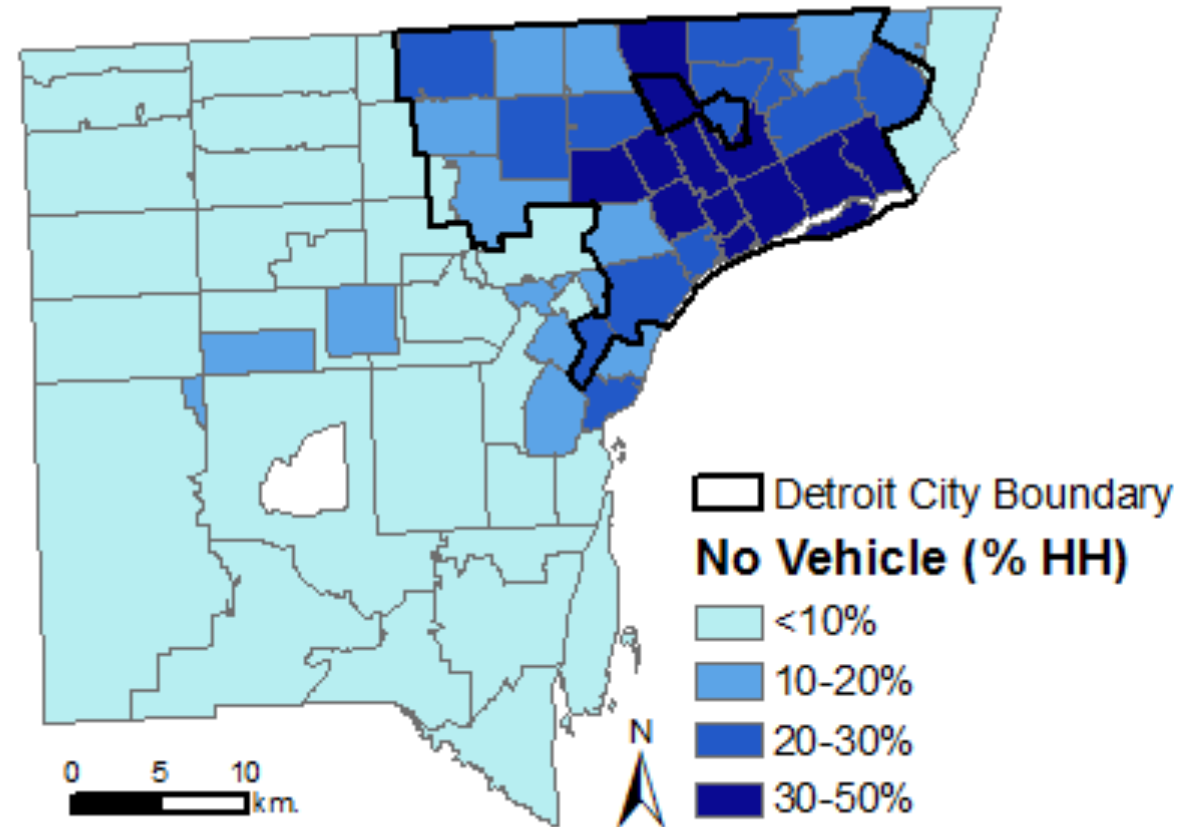 Detroit City Boundary
No Vehicle (% HH)
<10%
10-20%
20-30%
30-50%
N
0 5 10
km.